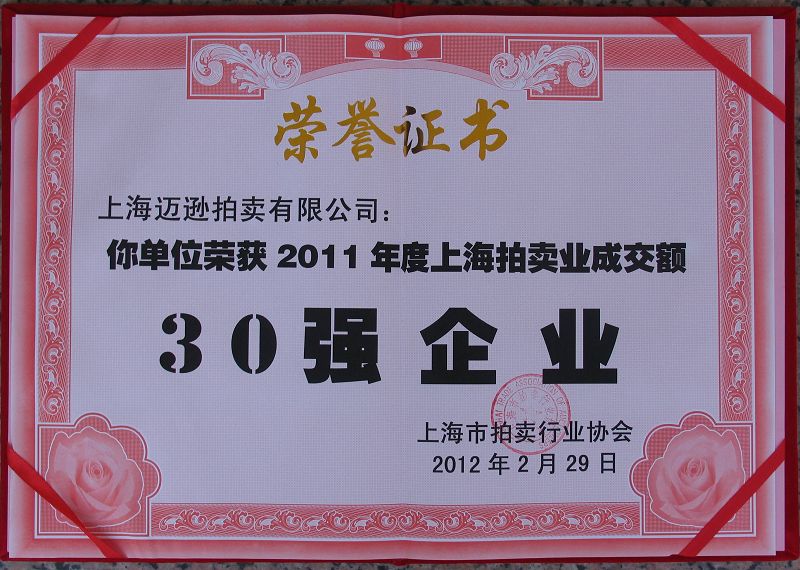 荣誉证书
上海迈逊拍卖有限公司：
你单位荣获 2011 年度上海拍卖业成交额
30强企业
上海市拍卖行业协会
2012 年 2 月 29 日